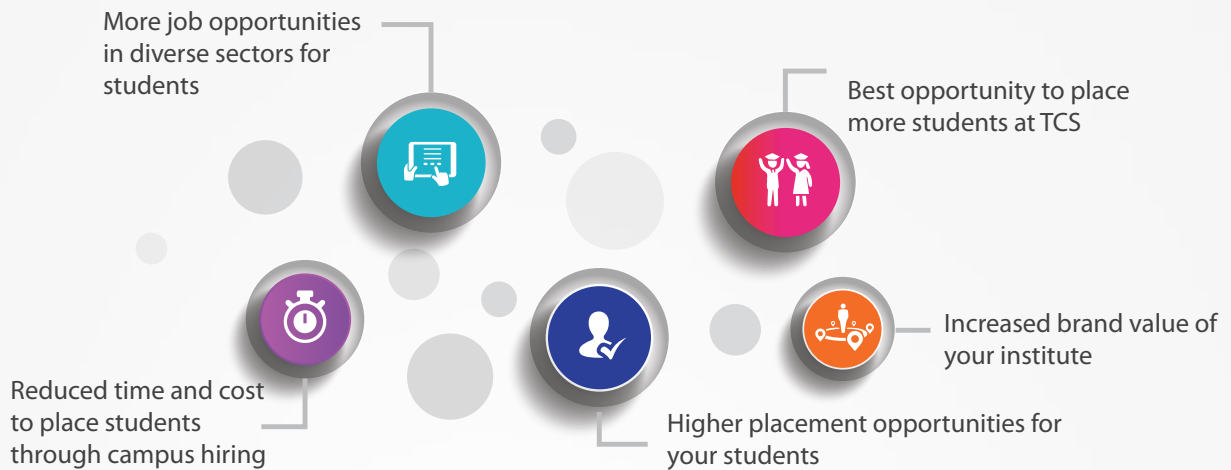 More job opportunities
in diverse sectors for
students
Best opportunity to place
more students at TCS
Reduced time and cost
to place students
through campus hiring
Higher placement opportunities for
your students
Increased brand value of
your institute